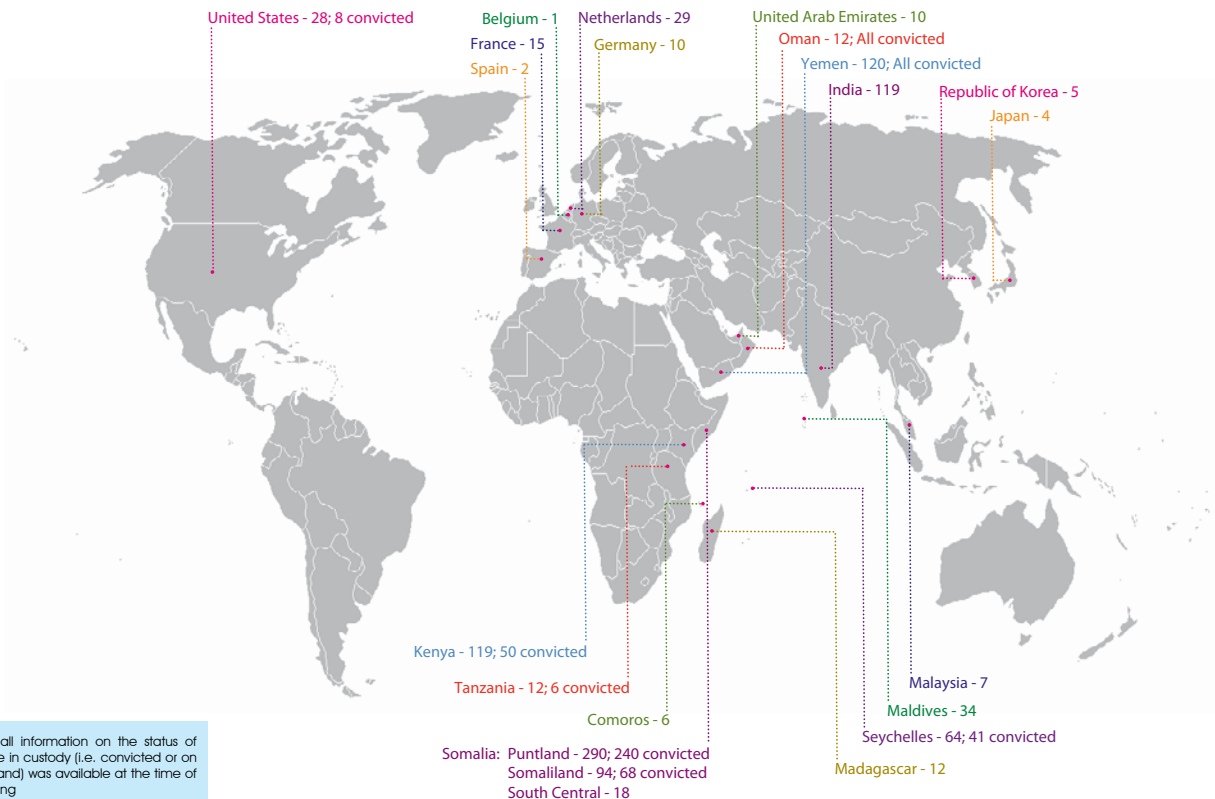 United States - 28; 8 convicted
Belgium - 1
Netherlands - 29
United Arab Emirates - 10
France - 15
Germany - 10
Oman - 12; All convicted
Spain - 2
Yemen - 120; All convicted
India - 119
Republic of Korea - 5
Japan - 4
Kenya - 119; 50 convicted
Tanzania - 12; 6 convicted
Comoros - 6
Malaysia - 7
Maldives - 34
Seychelles - 64; 41 convicted
Madagascar - 12
Somalia: Puntland - 290; 240 convicted
Somaliland - 94; 68 convicted
South Central - 18
all information on the status of
e in custody (i.e. convicted or on
and) was available at the time of
ng